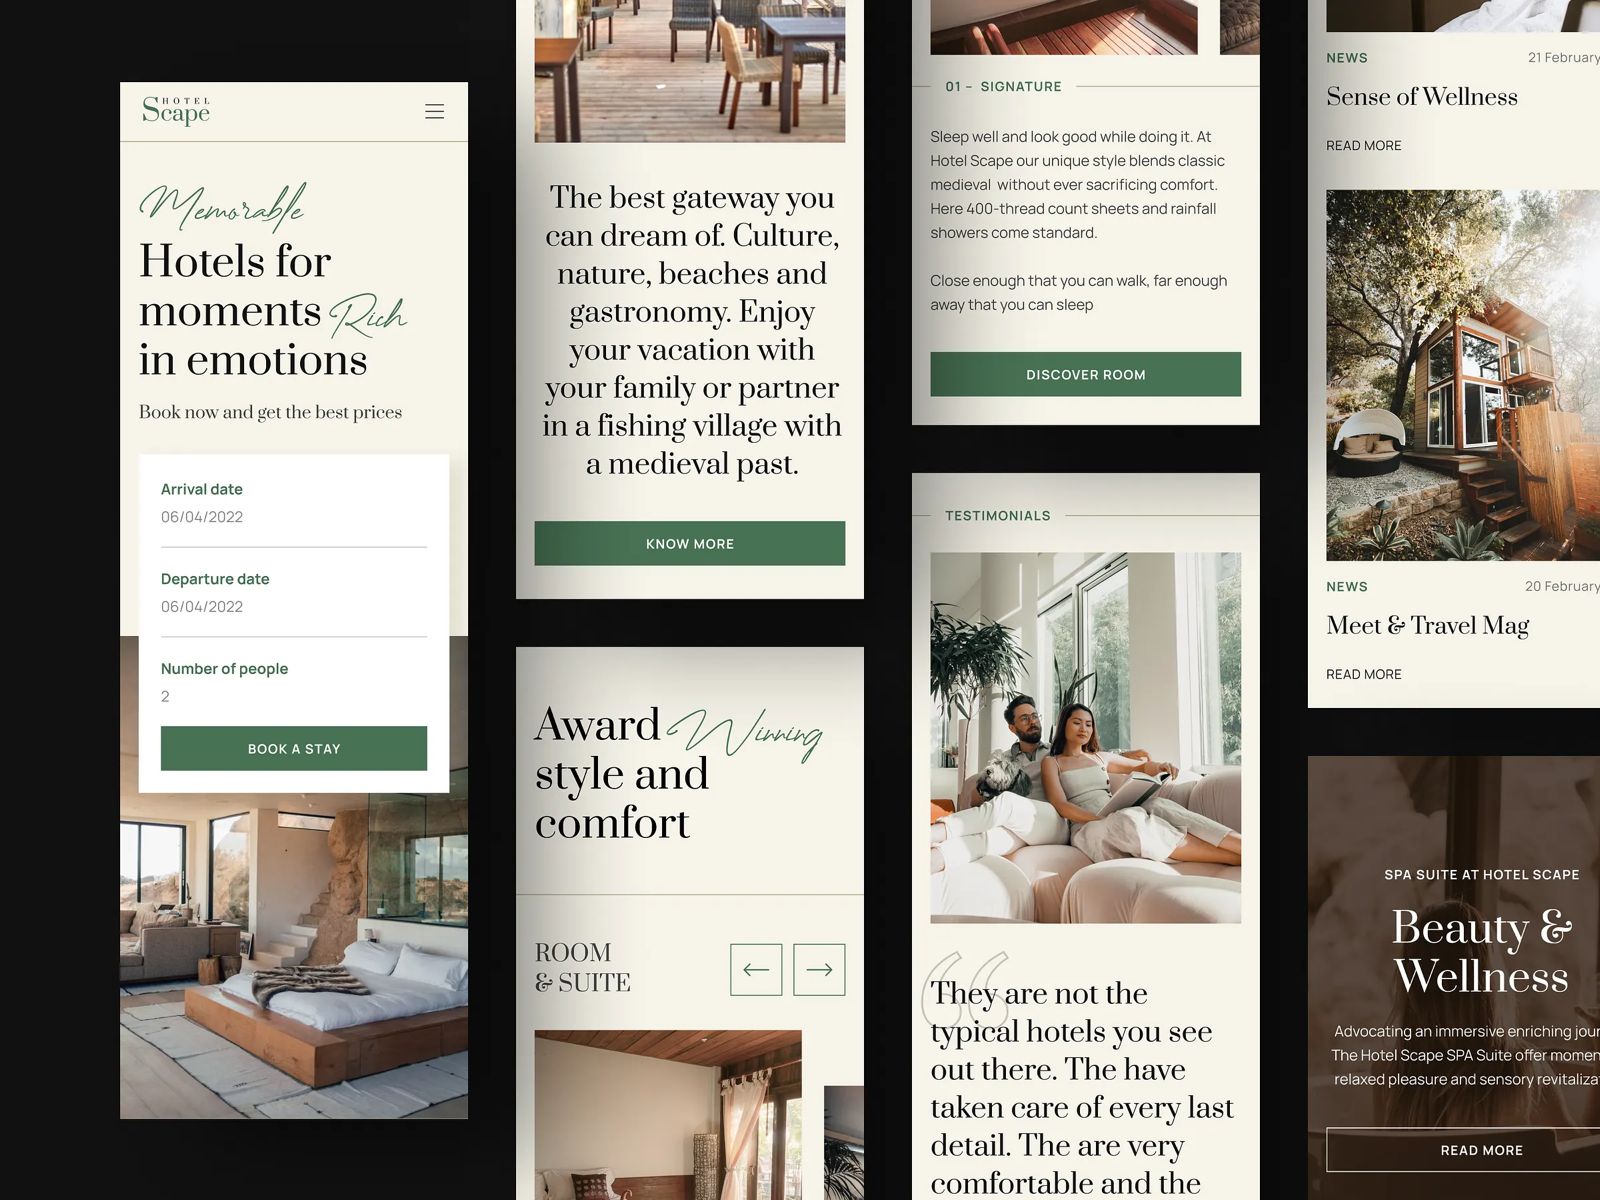 HOTEL
Scape
Memorable
Hotels for
moments Rich
in emotions
Book now and get the best prices
Arrival date
06/04/2022
Departure date
06/04/2022
Number of people
2
BOOK A STAY
The best gateway you
can dream of. Culture,
nature, beaches and
gastronomy. Enjoy
your vacation with
your family or partner
in a fishing village with
a medieval past.
KNOW MORE
Award Winning
style and
comfort
ROOM
& SUITE
01 – SIGNATURE
Sleep well and look good while doing it. At
Hotel Scape our unique style blends classic
medieval  without ever sacrificing comfort.
Here 400-thread count sheets and rainfall
showers come standard.
Close enough that you can walk, far enough
away that you can sleep
DISCOVER ROOM
TESTIMONIALS
“
They are not the
typical hotels you see
out there. The have
taken care of every last
detail. The are very
comfortable and the
NEWS
21 February
Sense of Wellness
READ MORE
NEWS
20 February
Meet & Travel Mag
READ MORE
SPA SUITE AT HOTEL SCAPE
Beauty &
Wellness
Advocating an immersive enriching
The Hotel Scape SPA Suite offer
relaxed pleasure and sensory
READ MORE